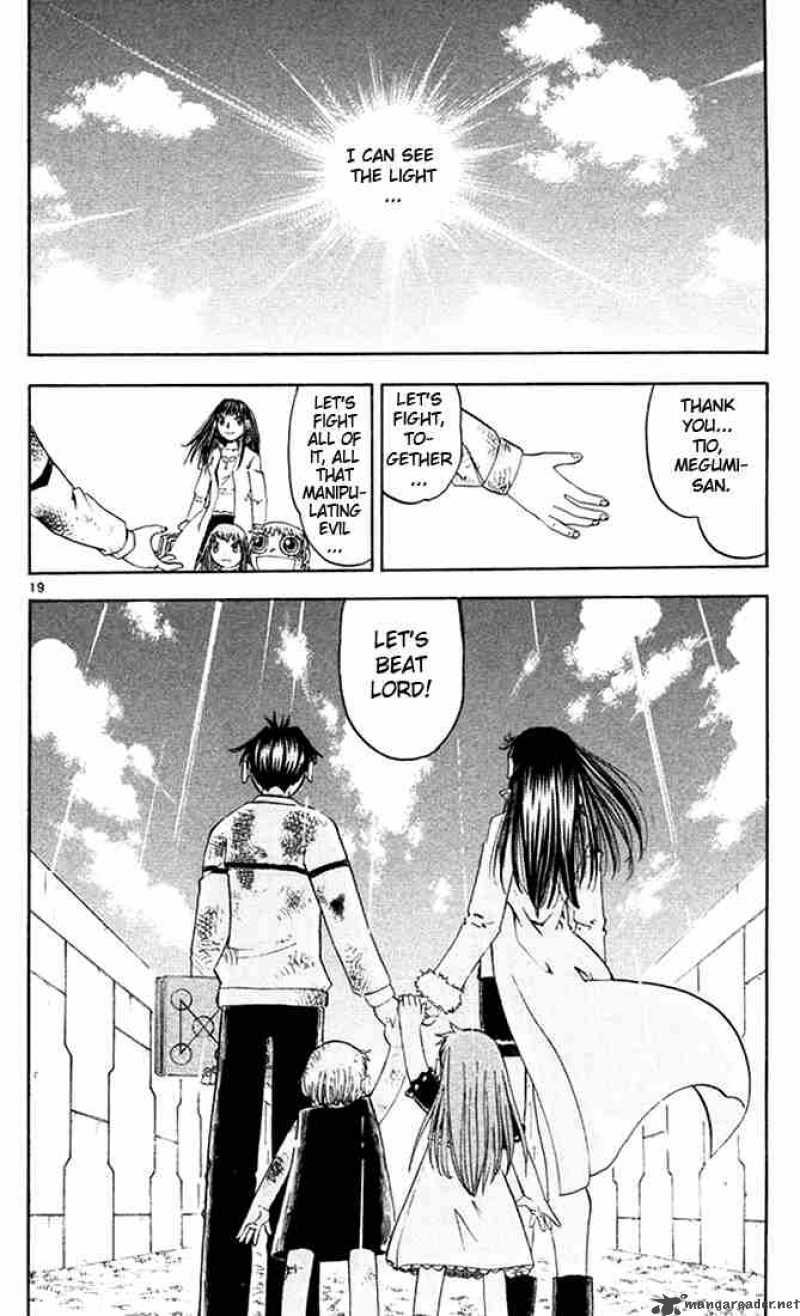 I CAN SEE
THE LIGHT
...
THANK
YOU...
TIO,
MEGUMI-
SAN.
LET'S
FIGHT,
TO-
GETHER
...
LET'S
FIGHT
ALL OF
IT, ALL
THAT
MANIPU-
LATING
EVIL
...
19
LET'S
BEAT
LORD!
mangareader.net